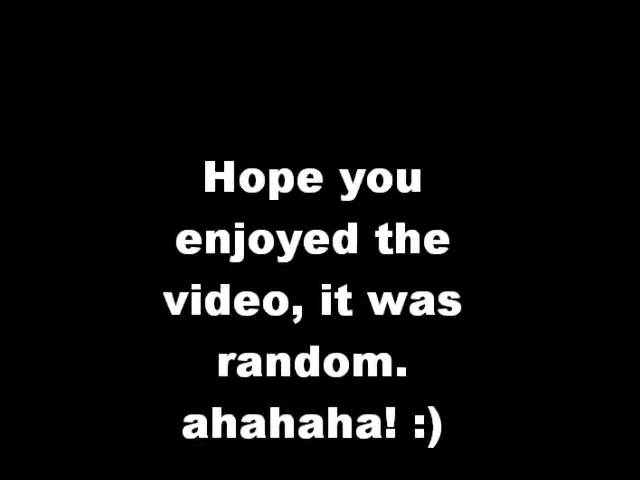 Hope you
enjoyed the
video, it was
random.
ahahaha! :)